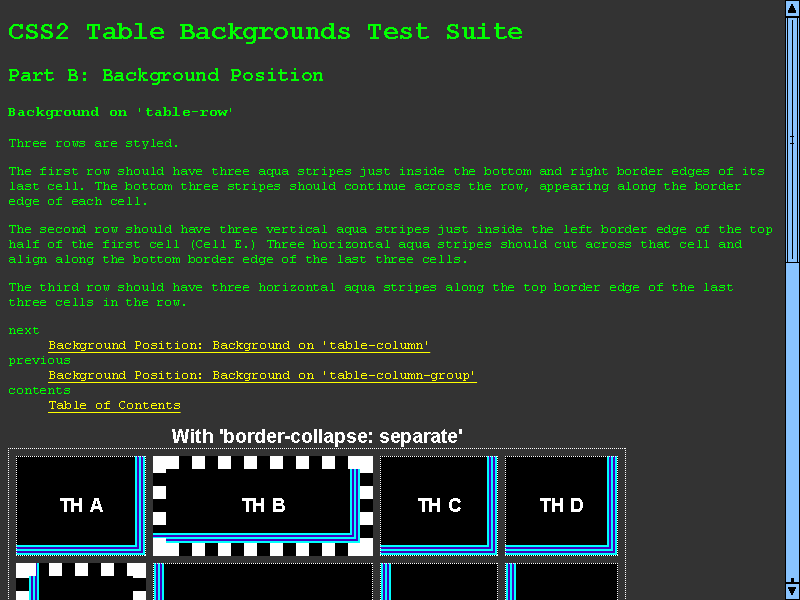 CSS2 Table Backgrounds Test Suite
Part B: Background Position
Background on 'table-row'
Three rows are styled.
The first row should have three aqua stripes just inside the bottom and right border edges of its
last cell. The bottom three stripes should continue across the row, appearing along the border
edge of each cell.
The second row should have three vertical aqua stripes just inside the left border edge of the top
half of the first cell (Cell E.) Three horizontal aqua stripes should cut across that cell and
align along the bottom border edge of the last three cells.
The third row should have three horizontal aqua stripes along the top border edge of the last
three cells in the row.
next
Background Position: Background on 'table-column'
previous
Background Position: Background on 'table-column-group'
contents
Table of Contents
With 'border-collapse: separate'
TH A TH B TH C TH D